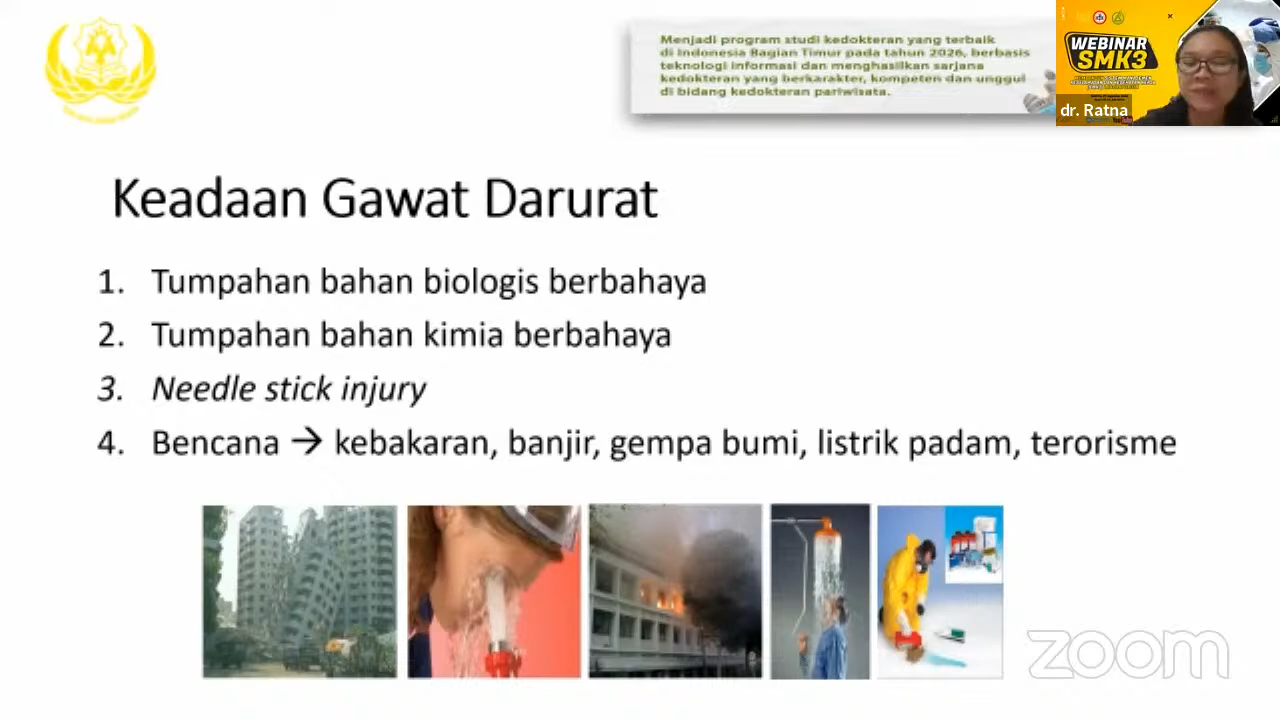 Menjadi program studi kedokteran yang terbaik
di Indonesia Bagian Timur pada tahun 2026, berbasis
teknologi informasi dan menghasilkan sarjana
kedokteran yang berkarakter, kompeten dan unggul
di bidang kedokteran pariwisata.
WEBINAR
SMK3
dr. Ratna
Keadaan Gawat Darurat
1. Tumpahan bahan biologis berbahaya
2. Tumpahan bahan kimia berbahaya
3. Needle stick injury
4. Bencana → kebakaran, banjir, gempa bumi, listrik padam, terorisme
zoom